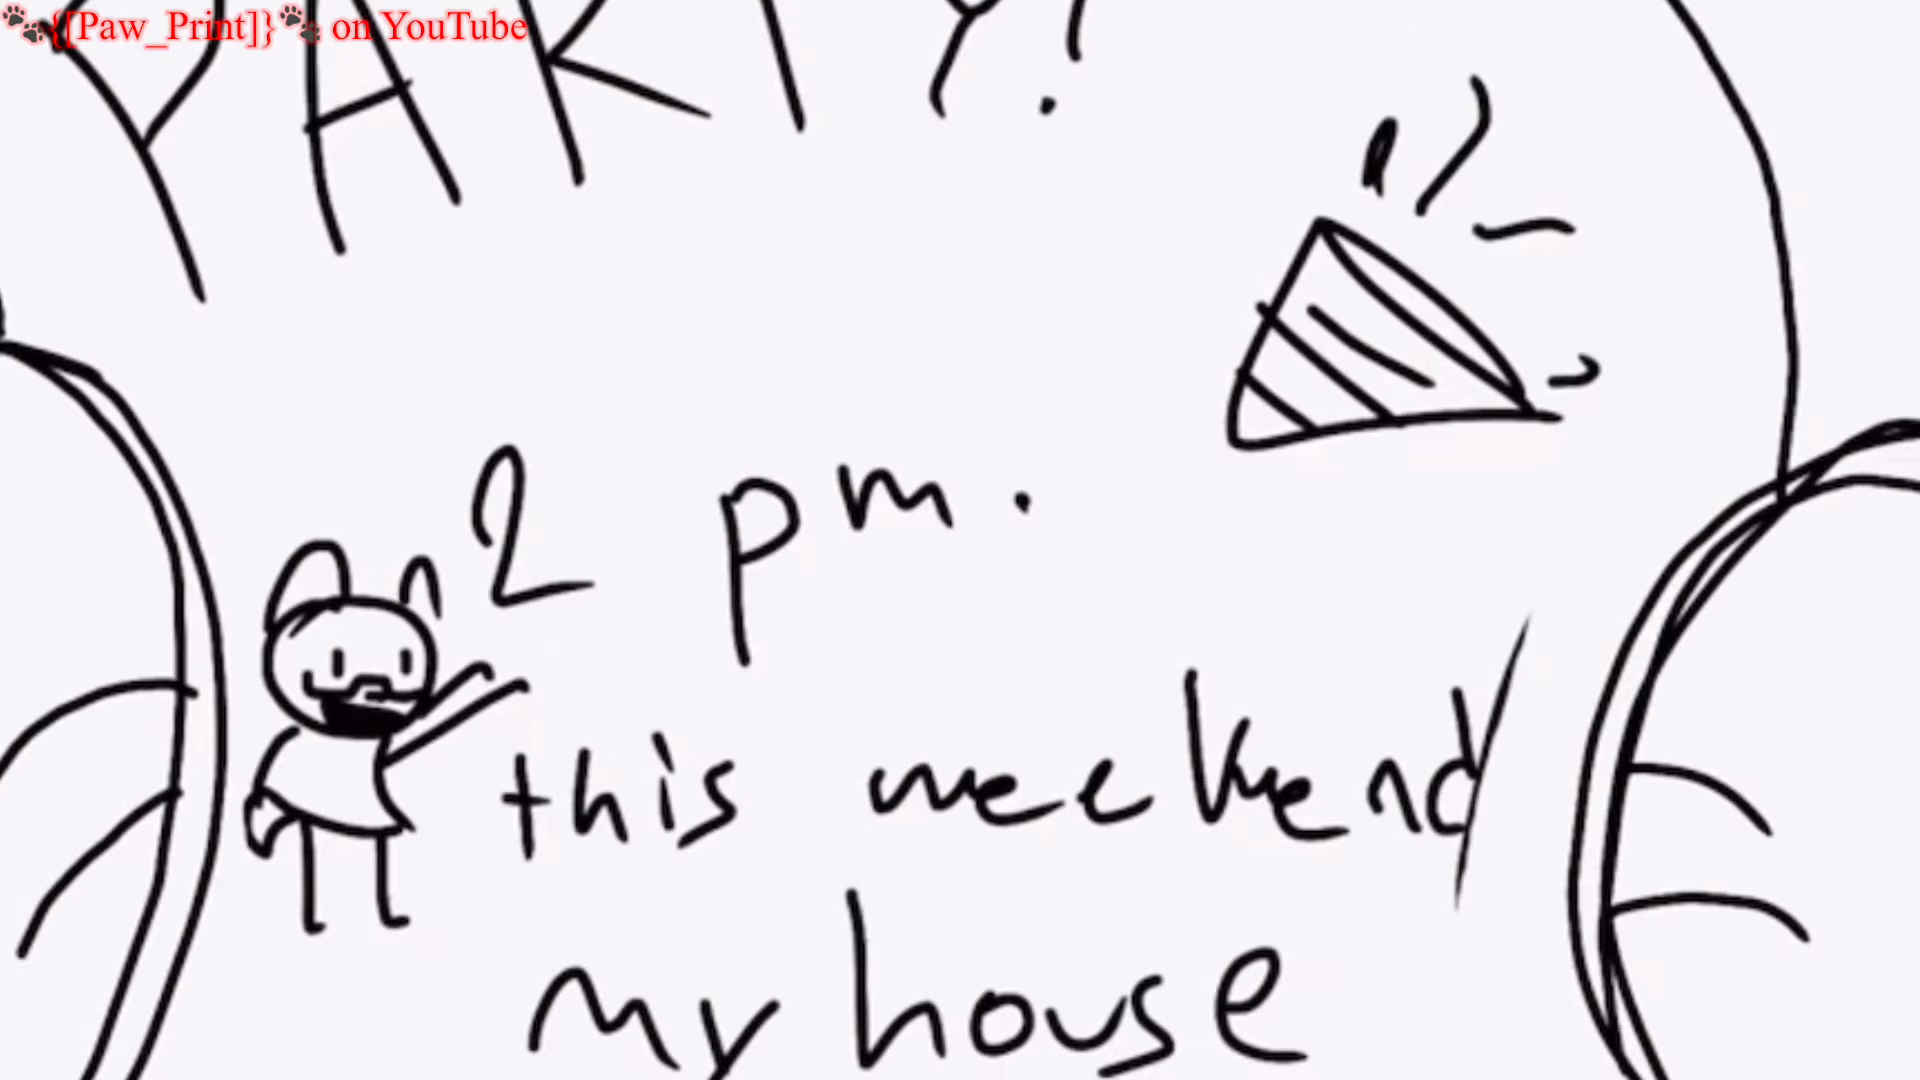 🐾{[Paw_Print]}🐾 on YouTube
PARTY!
2 pm.
this weekend
my house